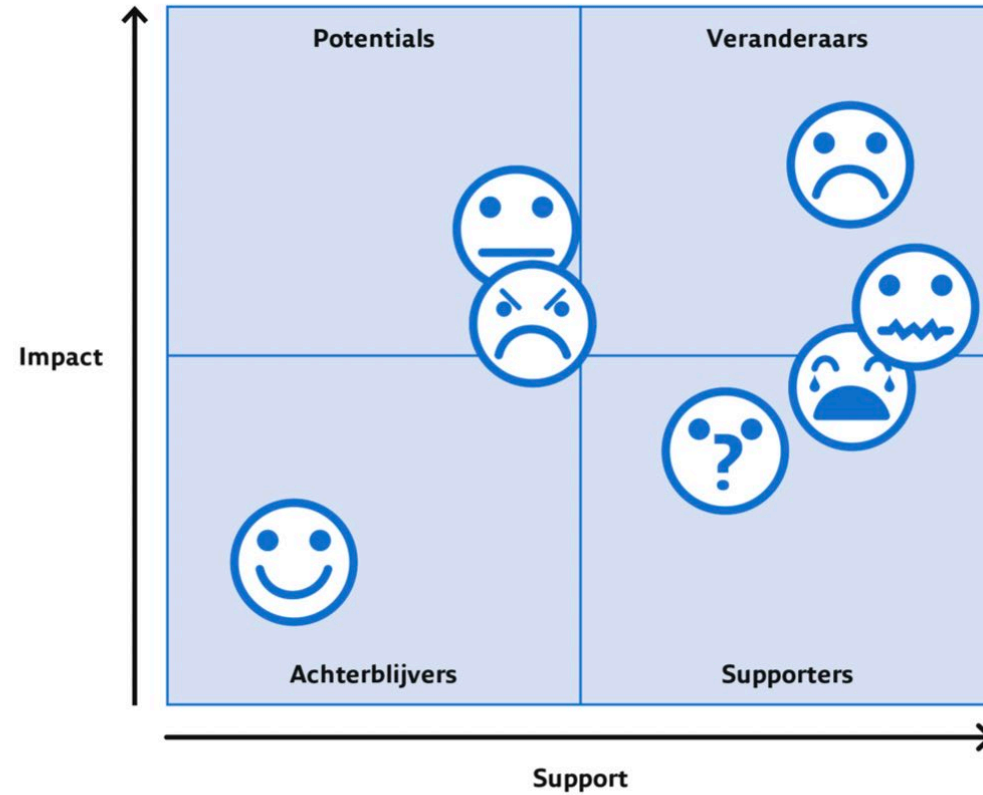 Potentials
Veranderaars
Impact
?
Achterblijvers
Supporters
Support